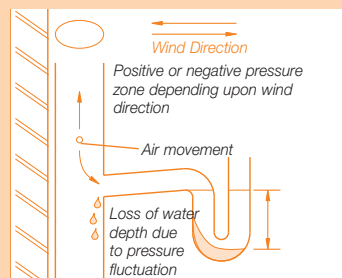 Wind Direction
Positive or negative pressure
zone depending upon wind
direction
Air movement
Loss of water
depth due
to pressure
fluctuation